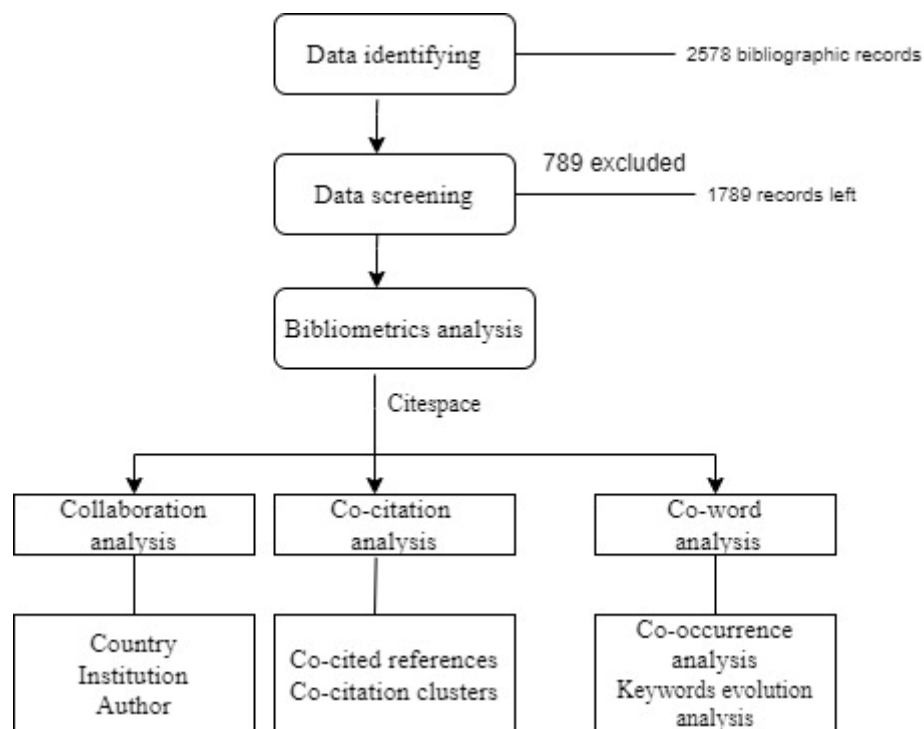 Data identifying
2578 bibliographic records
789 excluded
Data screening
1789 records left
Bibliometrics analysis
Citespace
Collaboration
analysis
Co-citation
analysis
Co-word
analysis
Country
Institution
Author
Co-cited references
Co-citation clusters
Co-occurrence
analysis
Keywords evolution
analysis